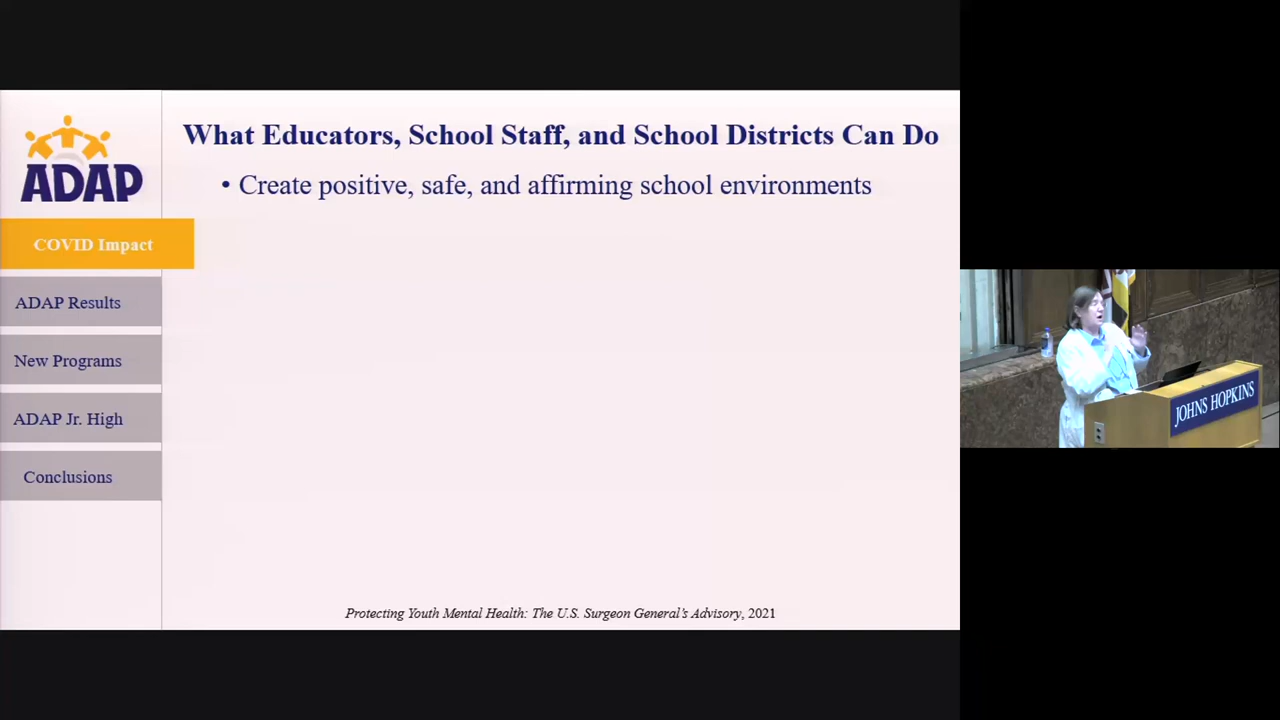 ADAP
COVID Impact
ADAP Results
New Programs
ADAP Jr. High
Conclusions
What Educators, School Staff, and School Districts Can Do
• Create positive, safe, and affirming school environments
Protecting Youth Mental Health: The U.S. Surgeon General's Advisory, 2021
JOHNS HOPKINS